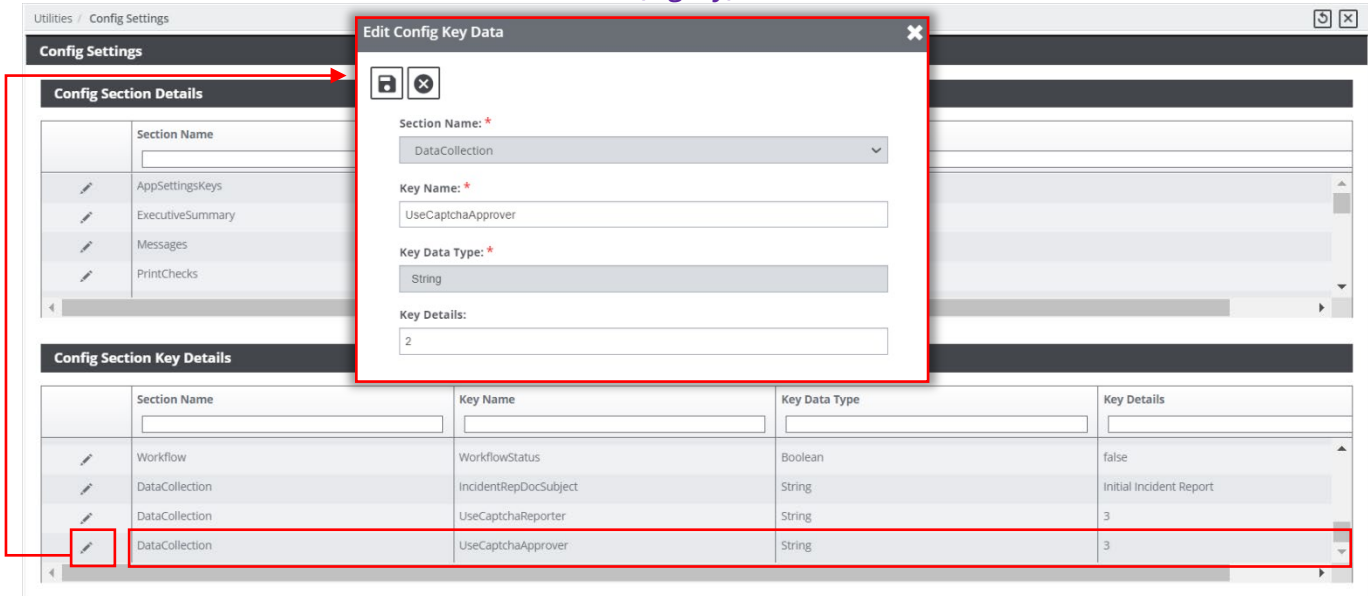 Utilities / Config Settings
Config Settings
Config Section Details
Section Name
AppSettingsKeys
ExecutiveSummary
Messages
PrintChecks
Edit Config Key Data
Section Name: *
DataCollection
Key Name: *
UseCaptchaApprover
Key Data Type: *
String
Key Details:
2
Config Section Key Details
Section Name Key Name Key Data Type Key Details
Workflow WorkflowStatus Boolean false
DataCollection IncidentRepDocSubject String Initial Incident Report
DataCollection UseCaptchaReporter String 3
DataCollection UseCaptchaApprover String 3